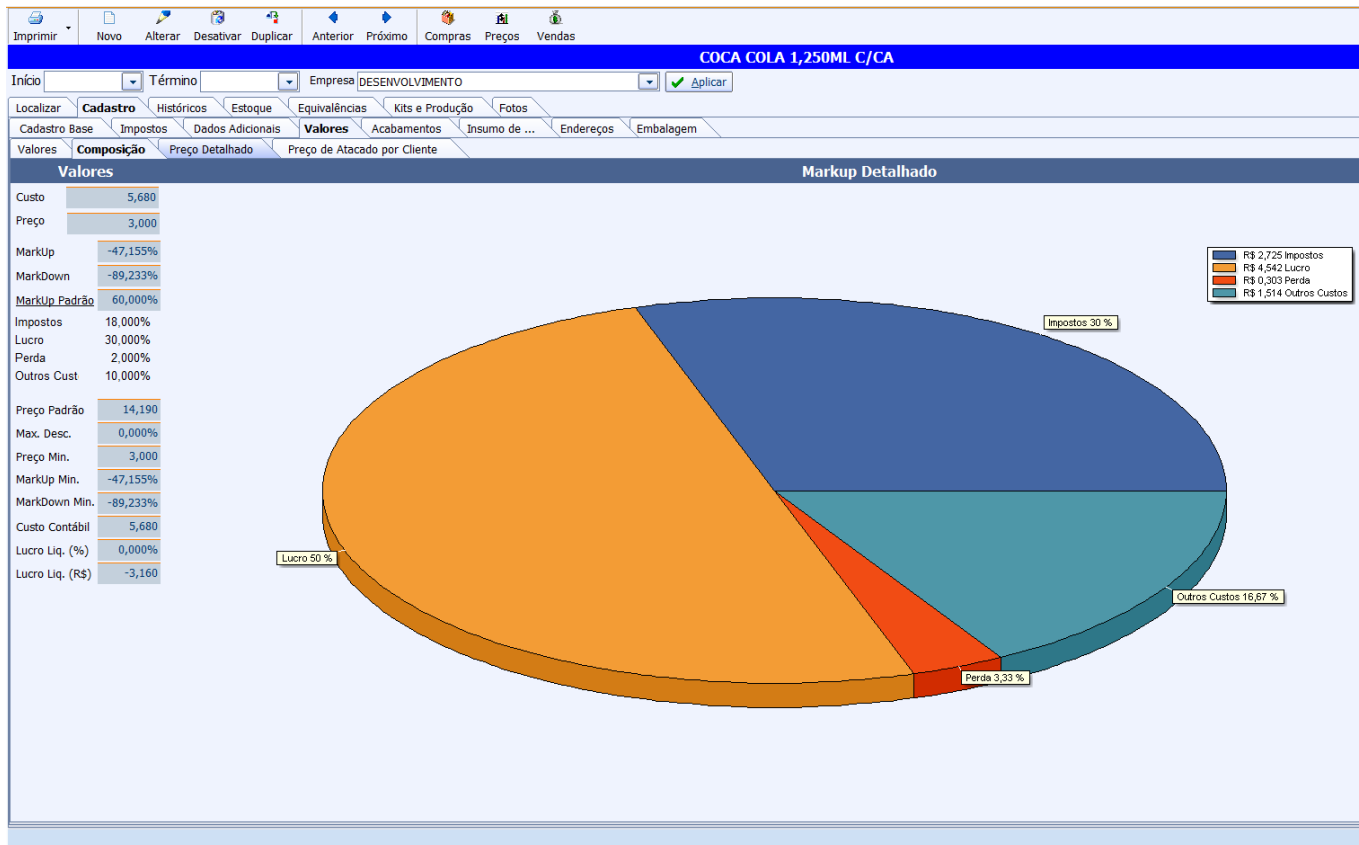 Imprimir Novo Alterar Desativar Duplicar Anterior Próximo Compras Preços Vendas
COCA COLA 1,250ML C/CA
Início Término Empresa DESENVOLVIMENTO Aplicar
Localizar Cadastro Históricos Estoque Equivalências Kits e Produção Fotos
Cadastro Base Impostos Dados Adicionais Valores Acabamentos Insumo de ... Endereços Embalagem
Valores Composição Preço Detalhado Preço de Atacado por Cliente
Valores
Custo 5,680
Preço 3,000
MarkUp -47,155%
MarkDown -89,233%
MarkUp Padrão 60,000%
Impostos 18,000%
Lucro 30,000%
Perda 2,000%
Outros Cust 10,000%
Preço Padrão 14,190
Max. Desc. 0,000%
Preço Min. 3,000
MarkUp Min. -47,155%
MarkDown Min. -89,233%
Custo Contábil 5,680
Lucro Liq. (%) 0,000%
Lucro Liq. (R$) -3,160
Markup Detalhado
R$ 2,725 Impostos
R$ 4,542 Lucro
R$ 0,303 Perda
R$ 1,514 Outros Custos
Impostos 30 %
Lucro 50 %
Outros Custos 16,67 %
Perda 3,33 %